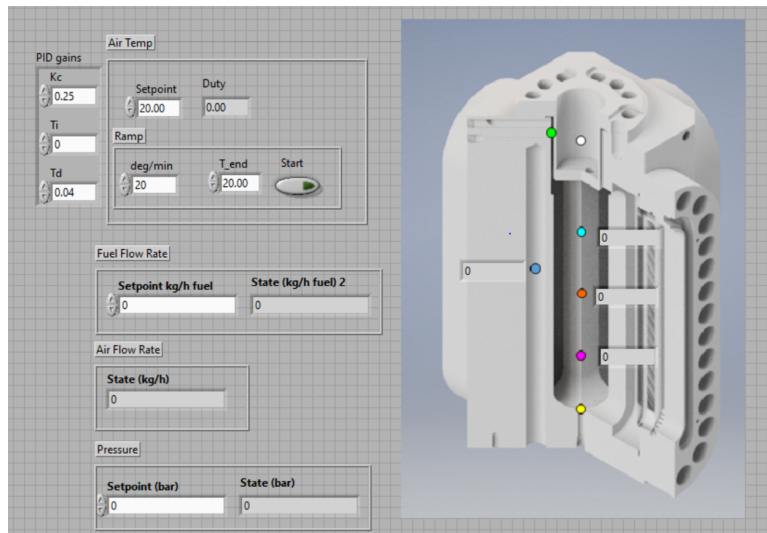 Air Temp
PID gains
Kc
0.25
Ti
0
Td
0.04
Setpoint
20.00
Duty
0.00
Ramp
deg/min
20
T_end
20.00
Start
Fuel Flow Rate
Setpoint kg/h fuel
0
State (kg/h fuel) 2
0
Air Flow Rate
State (kg/h)
0
Pressure
Setpoint (bar)
0
State (bar)
0
0
0
0
0